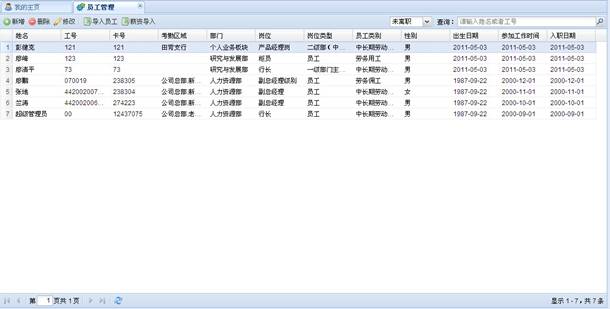 我的主页 员工管理
新增 删除 修改 导入员工 薪资导入 未离职 查询： 请输入姓名或者工号
姓名 工号 卡号 考勤区域 部门 岗位 岗位类型 员工类别 性别 出生日期 参加工作时间 入职日期
1 彭健克 121 121 田背支行 个人业务板块 产品经理岗 二级部（中... 中长期劳动... 男 2011-05-03 2011-05-03 2011-05-03
2 廖峰 123 123 研究与发展部 柜员 员工 劳务用工 男 2011-05-03 2011-05-03 2011-05-03
3 廖清平 73 73 研究与发展部 行长 一级部门主... 中长期劳动... 男 2011-05-03 2011-05-03 2011-05-03
4 廖 070019 238305 公司总部.新... 人力资源部 副总经理级别 员工 劳务佣工 男 1987-09-22 2000-12-01 2000-12-01
5 张地 442002007... 238304 公司总部.新... 人力资源部 副总经理 员工 中长期劳动... 女 1987-09-22 2000-11-01 2000-11-01
6 兰涛 442002006... 274223 公司总部.新... 人力资源部 副总经理 员工 中长期劳动... 男 1987-09-22 2000-10-01 2000-10-01
7 超级管理员 00 12437075 公司总部.老... 人力资源部 行长 员工 中长期劳动... 男 1987-09-22 2000-09-01 2000-09-01
第 1 页共 1 页 显示 1 - 7，共 7 条